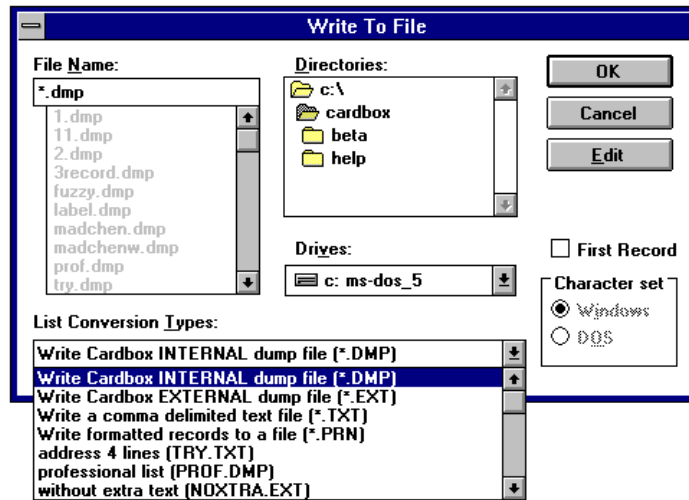 Write To File
File Name:
*.dmp
1.dmp
11.dmp
2.dmp
3record.dmp
fuzzy.dmp
label.dmp
madchen.dmp
madchenw.dmp
prof.dmp
try.dmp
Directories:
c:\
cardbox
beta
help
Drives:
c: ms-dos_5
OK
Cancel
Edit
First Record
Character set
Windows
DOS
List Conversion Types:
Write Cardbox INTERNAL dump file (*.DMP)
Write Cardbox INTERNAL dump file (*.DMP)
Write Cardbox EXTERNAL dump file (*.EXT)
Write a comma delimited text file (*.TXT)
Write formatted records to a file (*.PRN)
address 4 lines (TRY.TXT)
professional list (PROF.DMP)
without extra text (NOXTRA.EXT)